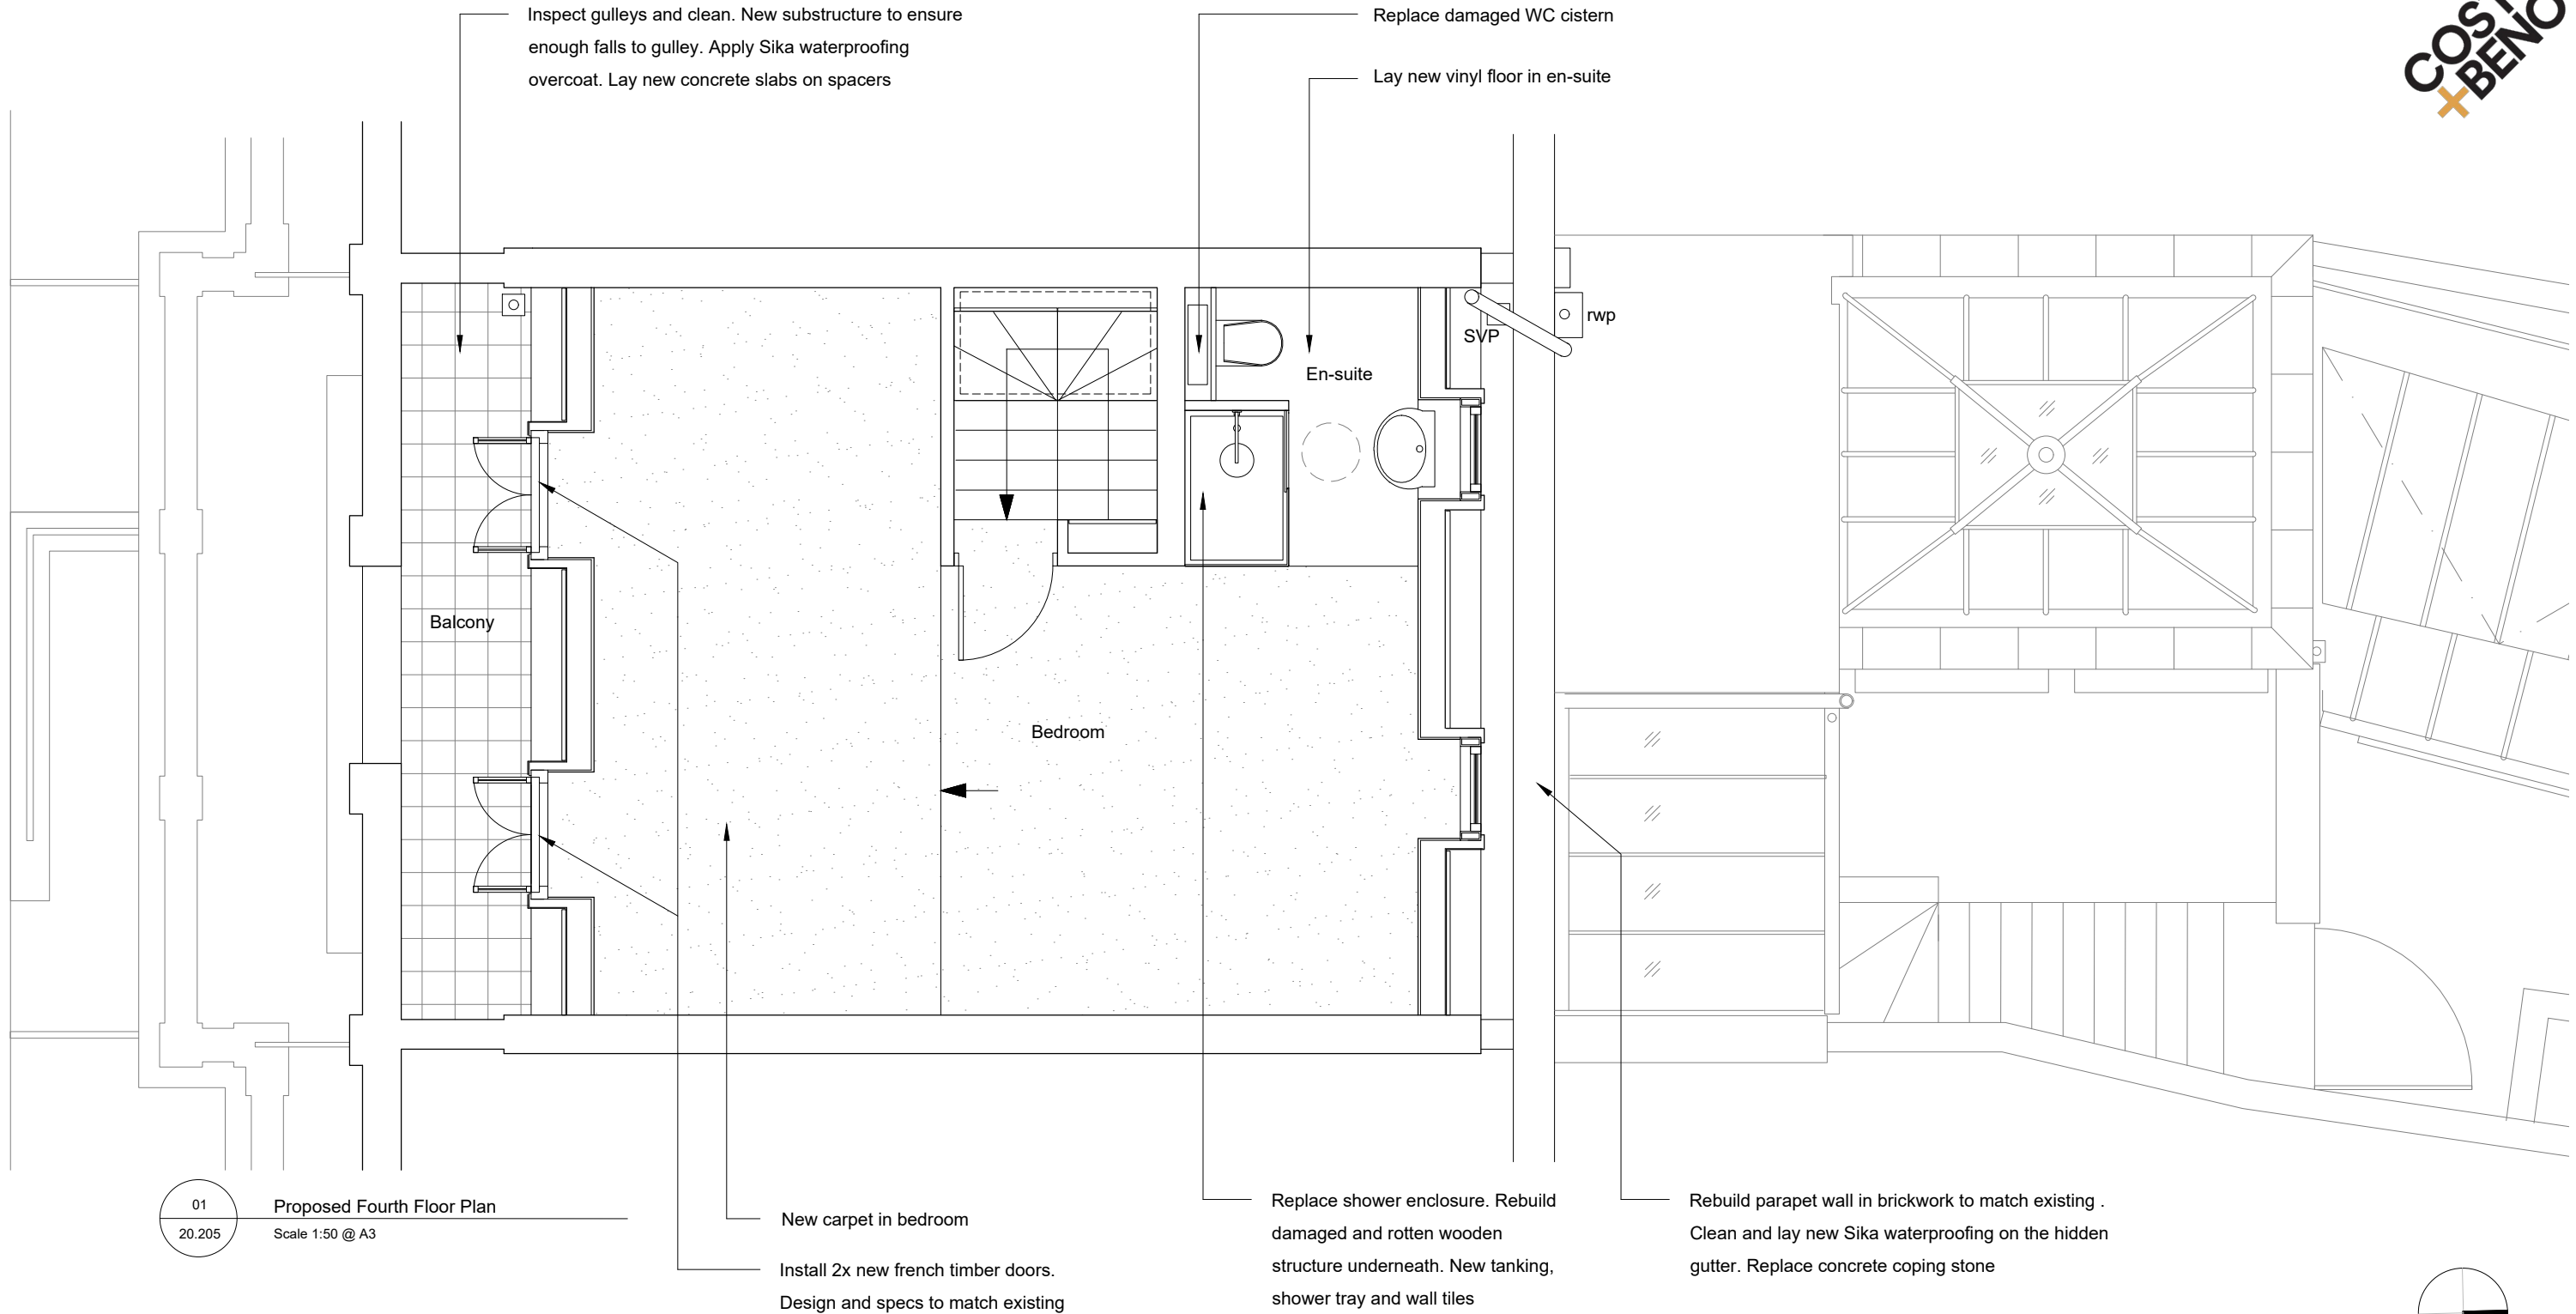 Inspect gulleys and clean. New substructure to ensure
enough falls to gulley. Apply Sika waterproofing
overcoat. Lay new concrete slabs on spacers
Replace damaged WC cistern
Lay new vinyl floor in en-suite
rwp
SVP
En-suite
Balcony
Bedroom
01
20.205
Proposed Fourth Floor Plan
Scale 1:50 @ A3
New carpet in bedroom
Install 2x new french timber doors.
Design and specs to match existing
Replace shower enclosure. Rebuild
damaged and rotten wooden
structure underneath. New tanking,
shower tray and wall tiles
Rebuild parapet wall in brickwork to match existing .
Clean and lay new Sika waterproofing on the hidden
gutter. Replace concrete coping stone